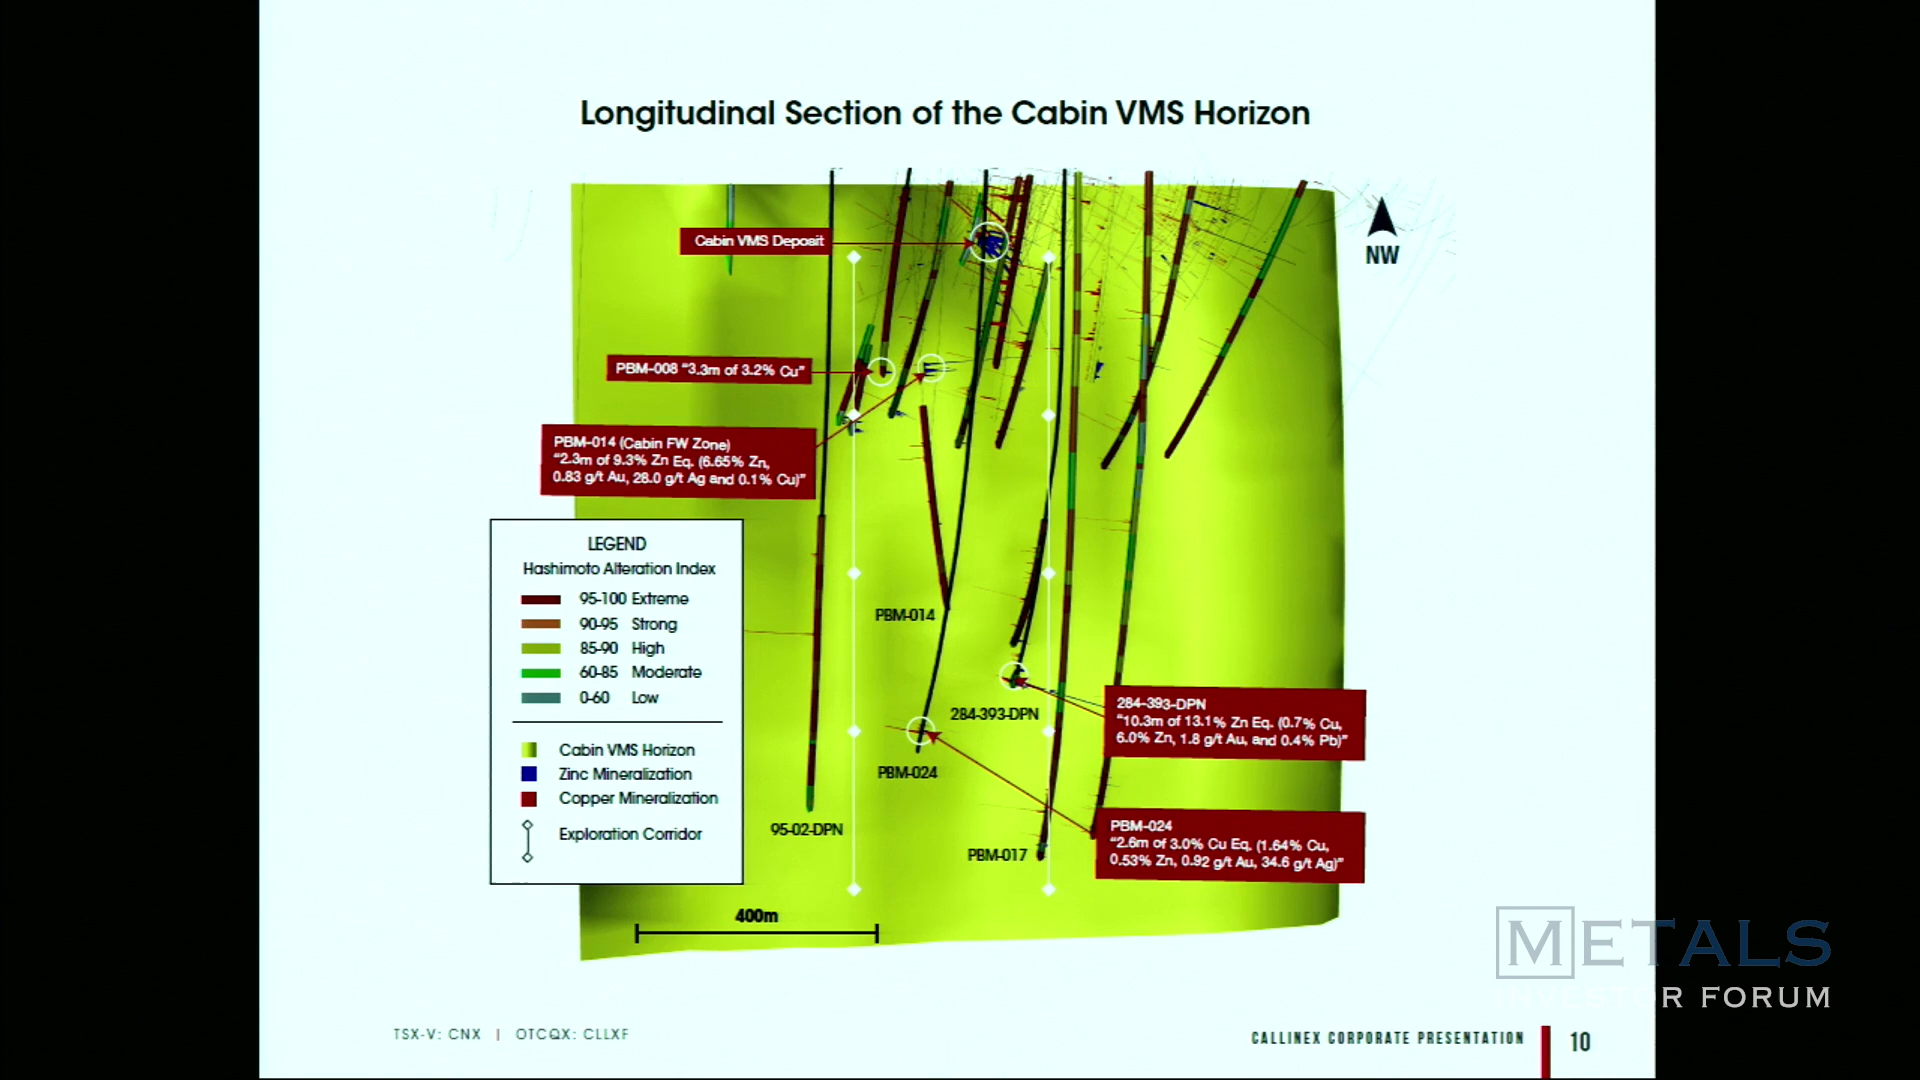 Longitudinal Section of the Cabin VMS Horizon
Cabin VMS Deposit
NW
PBM-008 “3.3m of 3.2% Cu”
PBM-014 (Cabin FW Zone)
“2.3m of 9.3% Zn Eq. (6.65% Zn,
0.83 g/t Au, 28.0 g/t Ag and 0.1% Cu)”
LEGEND
Hashimoto Alteration Index
95-100 Extreme
90-95 Strong
85-90 High
60-85 Moderate
0-60 Low
Cabin VMS Horizon
Zinc Mineralization
Copper Mineralization
Exploration Corridor
PBM-014
284-393-DPN
PBM-024
95-02-DPN
PBM-017
284-393-DPN
“10.3m of 13.1% Zn Eq. (0.7% Cu,
6.0% Zn, 1.8 g/t Au, and 0.4% Pb)”
PBM-024
“2.6m of 3.0% Cu Eq. (1.64% Cu,
0.53% Zn, 0.92 g/t Au, 34.6 g/t Ag)”
400m
METALS
INVESTOR FORUM
TSX-V: CNX | OTCQX: CLLXF
CALLINEX CORPORATE PRESENTATION
10